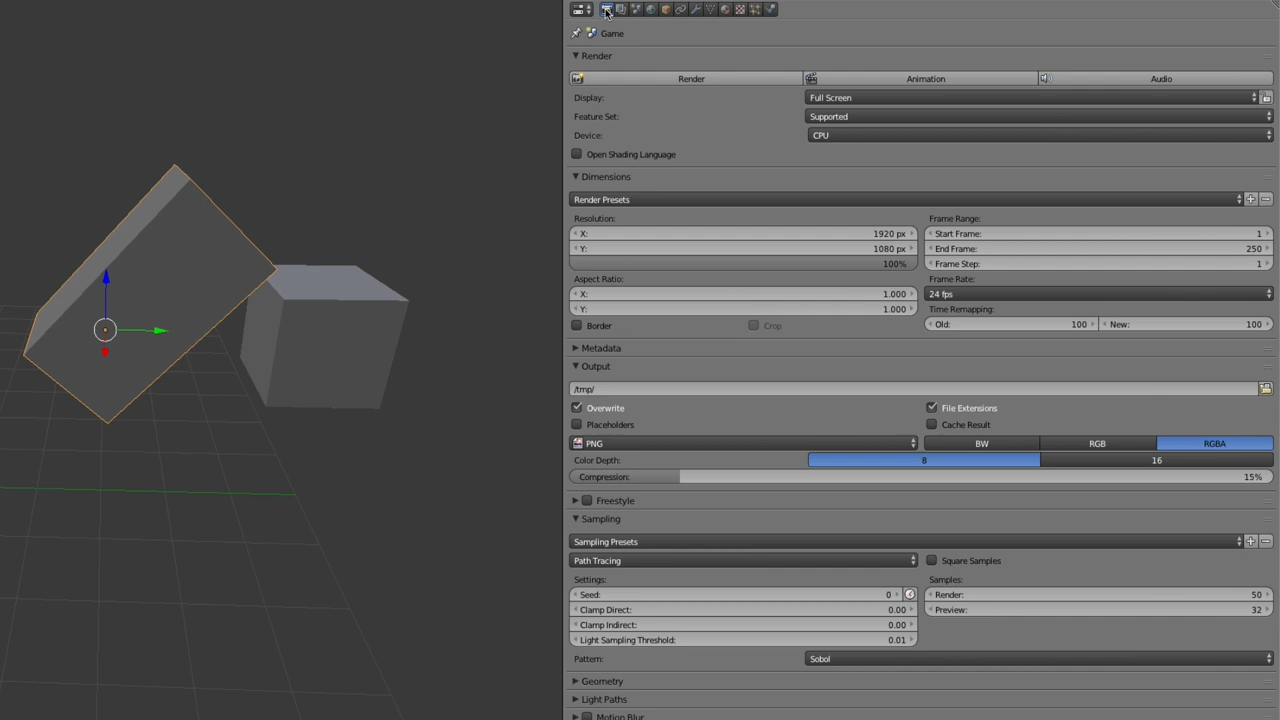 Game
Render
Render Animation Audio
Display: Full Screen
Feature Set: Supported
Device: CPU
Open Shading Language
Dimensions
Render Presets
Resolution: Frame Range:
X: 1920 px Start Frame: 1
Y: 1080 px End Frame: 250
100% Frame Step: 1
Aspect Ratio: Frame Rate:
X: 1.000 24 fps
Y: 1.000 Time Remapping:
Border Crop Old: 100 New: 100
Metadata
Output
/tmp/
Overwrite File Extensions
Placeholders Cache Result
PNG BW RGB RGBA
Color Depth: 8 16
Compression: 15%
Freestyle
Sampling
Sampling Presets
Path Tracing Square Samples
Settings: Samples:
Seed: 0 Render: 50
Clamp Direct: 0.00 Preview: 32
Clamp Indirect: 0.00
Light Sampling Threshold: 0.01
Pattern: Sobol
Geometry
Light Paths
Motion Blur